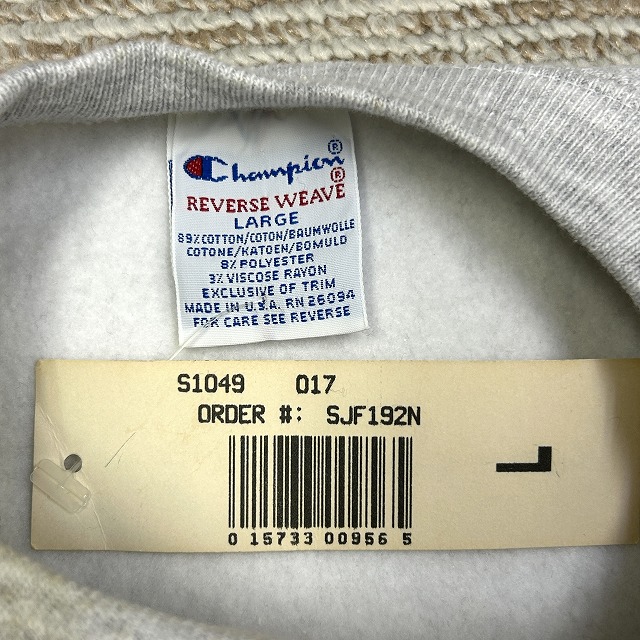 Champion®
®
REVERSE WEAVE
LARGE
89% COTTON/COTON/BAUMWOLLE
COTONE/KATOEN/BOMULD
8% POLYESTER
3% VISCOSE RAYON
EXCLUSIVE OF TRIM
MADE IN U.S.A. RN 26094
FOR CARE SEE REVERSE
S1049 017
ORDER #: SJF192N
L
0 15733 00956 5